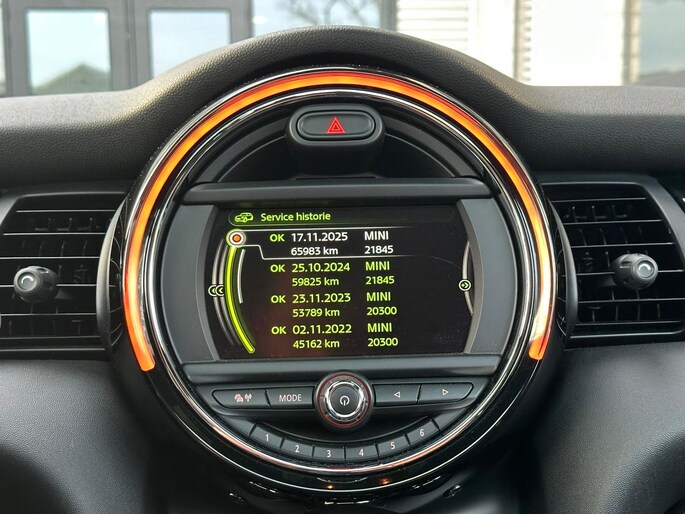 Service historie
OK 17.11.2025 MINI
65983 km 21845
OK 25.10.2024 MINI
59825 km 21845
OK 23.11.2023 MINI
53789 km 20300
OK 02.11.2022 MINI
45162 km 20300
MODE
1 2 3 4 5 6